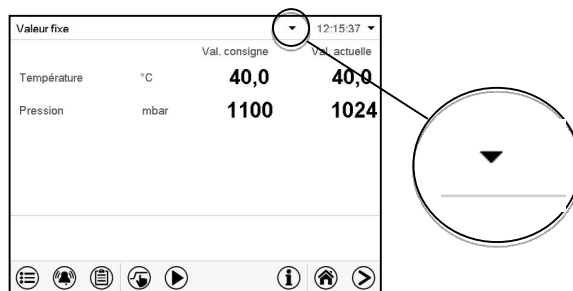 Valeur fixe 12:15:37
Val. consigne Val. actuelle
Température °C 40,0 40,0
Pression mbar 1100 1024